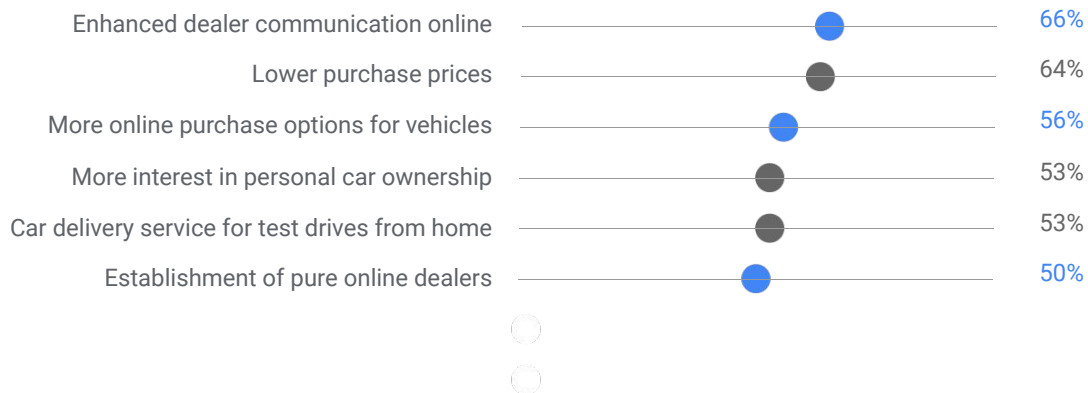 Enhanced dealer communication online 66%
Lower purchase prices 64%
More online purchase options for vehicles 56%
More interest in personal car ownership 53%
Car delivery service for test drives from home 53%
Establishment of pure online dealers 50%